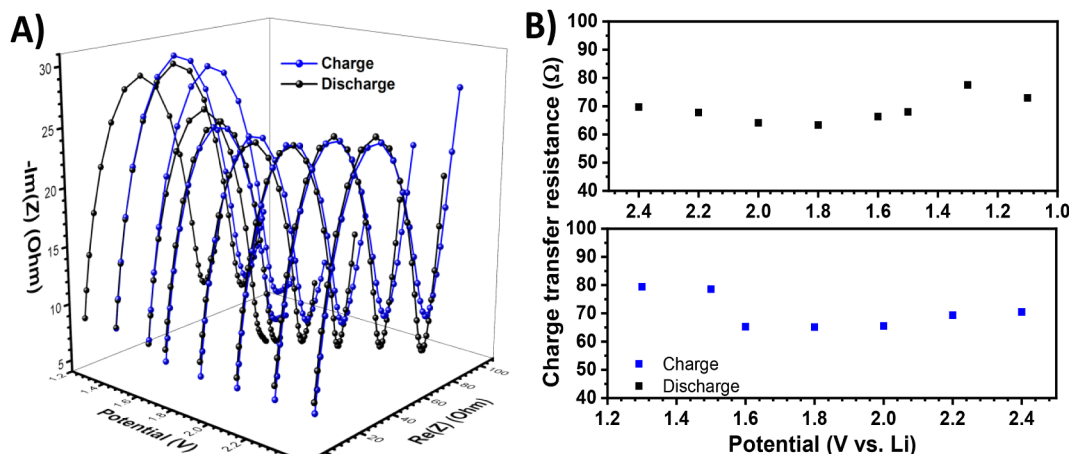 A)
Charge
Discharge
30
25
20
15
10
5
-Im(Z) (Ohm)
1.2
1.4
1.6
1.8
2.0
2.2
Potential (V)
20
40
60
80
100
Re(Z) (Ohm)
B)
Charge transfer resistance (Ω)
100
90
80
70
60
50
40
2.4 2.2 2.0 1.8 1.6 1.4 1.2 1.0
100
90
80
70
60
50
40
Charge
Discharge
1.2 1.4 1.6 1.8 2.0 2.2 2.4
Potential (V vs. Li)